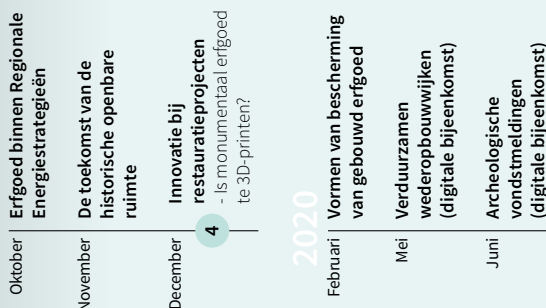 Oktober
Erfgoed binnen Regionale
Energiestrategieën
November
De toekomst van de
historische openbare
ruimte
December
Innovatie bij
restauratieprojecten
- Is monumentaal erfgoed
te 3D-printen?
4
2020
Februari
Vormen van bescherming
van gebouwd erfgoed
Mei
Verduurzamen
wederopbouwwijken
(digitale bijeenkomst)
Juni
Archeologische
vondstmeldingen
(digitale bijeenkomst)